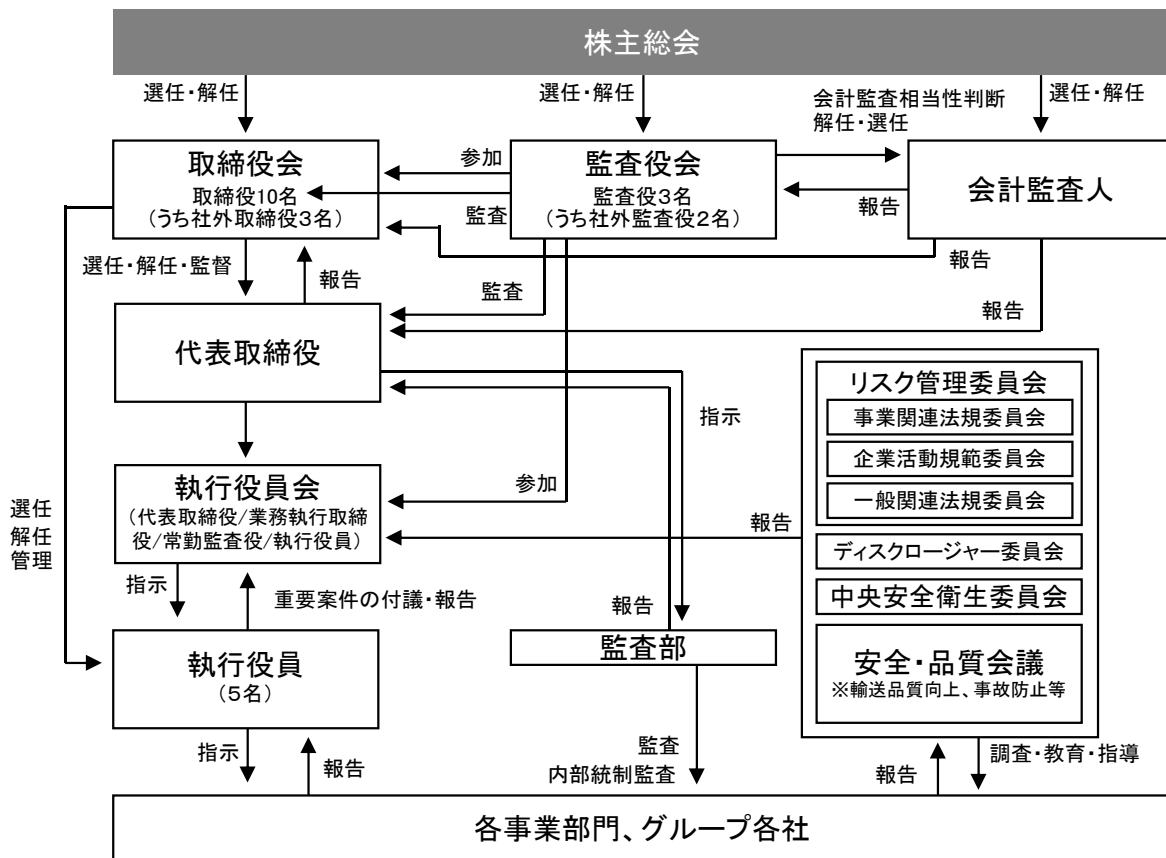 株主総会
選任・解任
選任・解任
会計監査相当性判断
解任・選任
選任・解任
取締役会
取締役10名
(うち社外取締役3名)
参加
監査
監査役会
監査役3名
(うち社外監査役2名)
報告
会計監査人
選任・解任・監督
報告
監査
報告
報告
代表取締役
指示
リスク管理委員会
事業関連法規委員会
企業活動規範委員会
一般関連法規委員会
ディスクロージャー委員会
中央安全衛生委員会
安全・品質会議
※輸送品質向上、事故防止等
執行役員会
(代表取締役/業務執行取締
役/常勤監査役/執行役員)
参加
報告
選任
解任
管理
指示
重要案件の付議・報告
報告
執行役員
(5名)
監査部
指示
報告
監査
内部統制監査
報告
調査・教育・指導
各事業部門、グループ各社